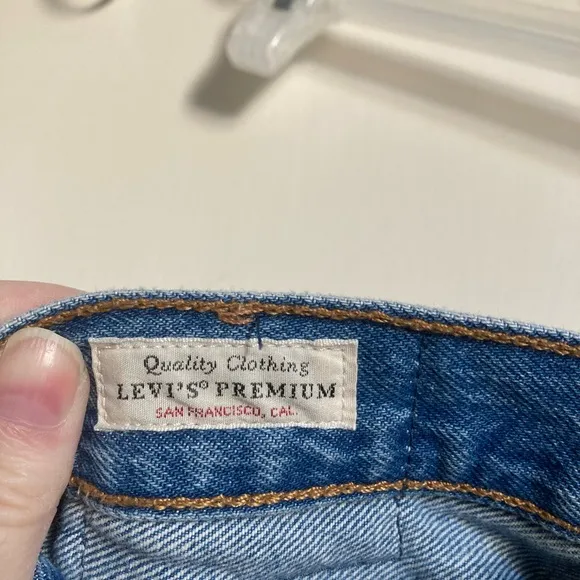 Quality Clothing
LEVI'S® PREMIUM
SAN FRANCISCO, CAL.